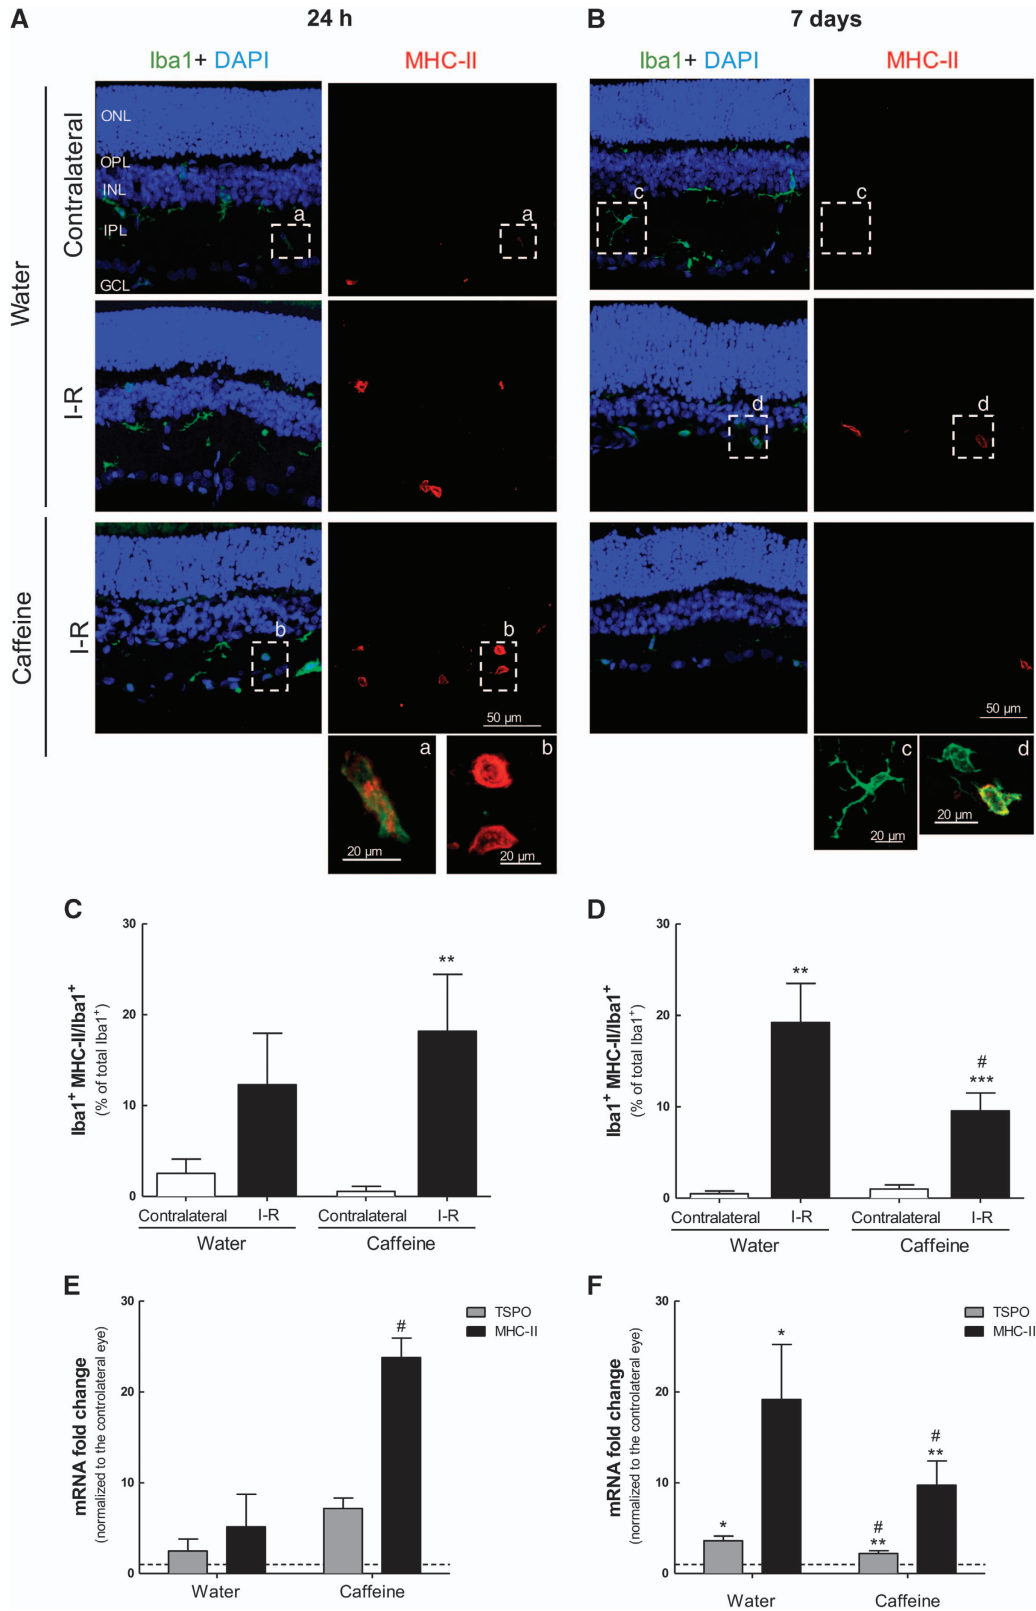 A 24 h
B 7 days
Iba1+ DAPI
MHC-II
Iba1+ DAPI
MHC-II
Water
Contralateral
ONL
OPL
INL
IPL
GCL
a
a
c
c
I-R
d
d
Caffeine
I-R
b
b
50 µm
50 µm
a
20 µm
b
20 µm
c
20 µm
d
20 µm
C
Iba1+ MHC-II/Iba1+
(% of total Iba1+)
30
20
10
0
**
Contralateral I-R Contralateral I-R
Water Caffeine
D
Iba1+ MHC-II/Iba1+
(% of total Iba1+)
30
20
10
0
**
#
***
Contralateral I-R Contralateral I-R
Water Caffeine
E
mRNA fold change
(normalized to the controlateral eye)
30
20
10
0
TSPO
MHC-II
#
Water Caffeine
F
mRNA fold change
(normalized to the controlateral eye)
30
20
10
0
TSPO
MHC-II
*
*
#
**
#
**
Water Caffeine